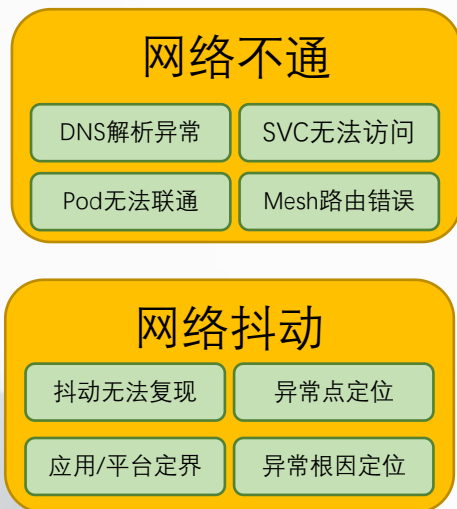 网络不通
DNS解析异常
SVC无法访问
Pod无法联通
Mesh路由错误
网络抖动
抖动无法复现
异常点定位
应用/平台定界
异常根因定位